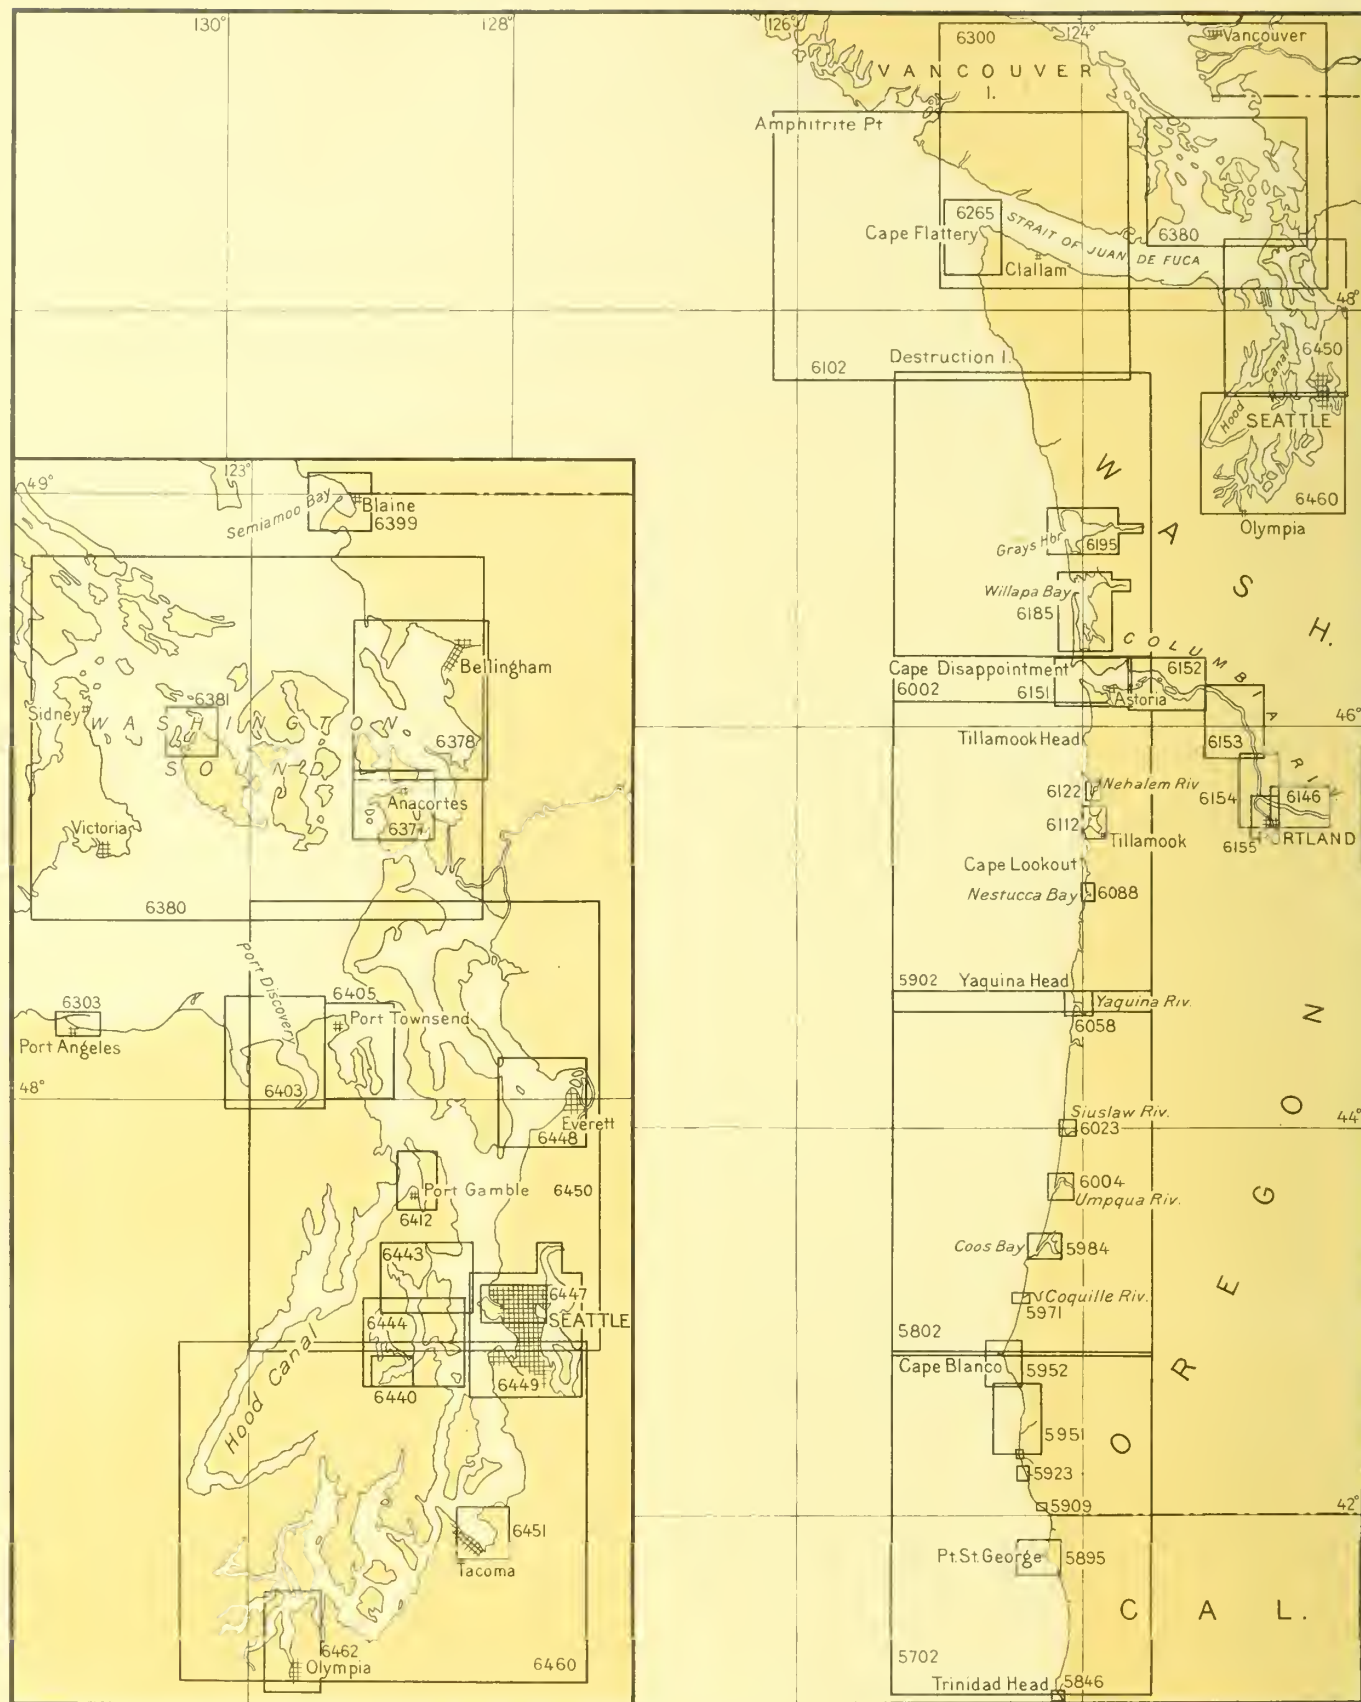 130°
128°
126°
124°
6300
Vancouver
VANCOUVER
I.
Amphitrite Pt
6265
Cape Flattery
STRAIT OF JUAN DE FUCA
Clallam
6380
48°
6102
Destruction I.
6450
Hood Canal
SEATTLE
6460
Olympia
WASH.
Grays Hbr
6195
Willapa Bay
6185
COLUMBIA RI
Cape Disappointment
6002
6151
6152
Astoria
46°
Tillamook Head
6153
6122
Nehalem Riv
6154
6146
6112
Tillamook
6155
RTLAND
Cape Lookout
Nestucca Bay
6088
5902
Yaquina Head
Yaquina Riv.
6058
OREGON
Siuslaw Riv.
6023
44°
6004
Umpqua Riv.
Coos Bay
5984
Coquille Riv.
5971
5802
Cape Blanco
5952
5951
5923
5909
42°
Pt. St. George
5895
CAL.
5702
Trinidad Head
5846
123°
49°
Semiamoo Bay
Blaine
6399
Bellingham
6381
Sidney
WASHINGTON
SOUND
6378
Anacortes
637
Victoria
6380
Port Discovery
6303
6405
Port Townsend
Port Angeles
48°
6403
Everett
6448
Port Gamble
6450
6412
6443
6447
SEATTLE
6444
6449
6440
Hood Canal
6451
Tacoma
6462
Olympia
6460